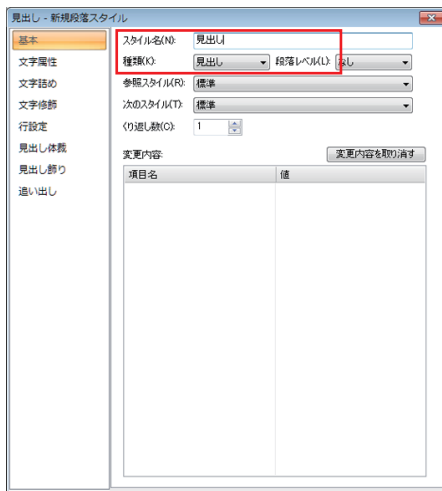 見出し - 新規段落スタイル
基本
文字属性
文字詰め
文字修飾
行設定
見出し体裁
見出し飾り
追い出し
スタイル名(N): 見出し
種類(K): 見出し 段落レベル(L): なし
参照スタイル(R): 標準
次のスタイル(T): 標準
くり返し数(C): 1
変更内容: 変更内容を取り消す
項目名 値